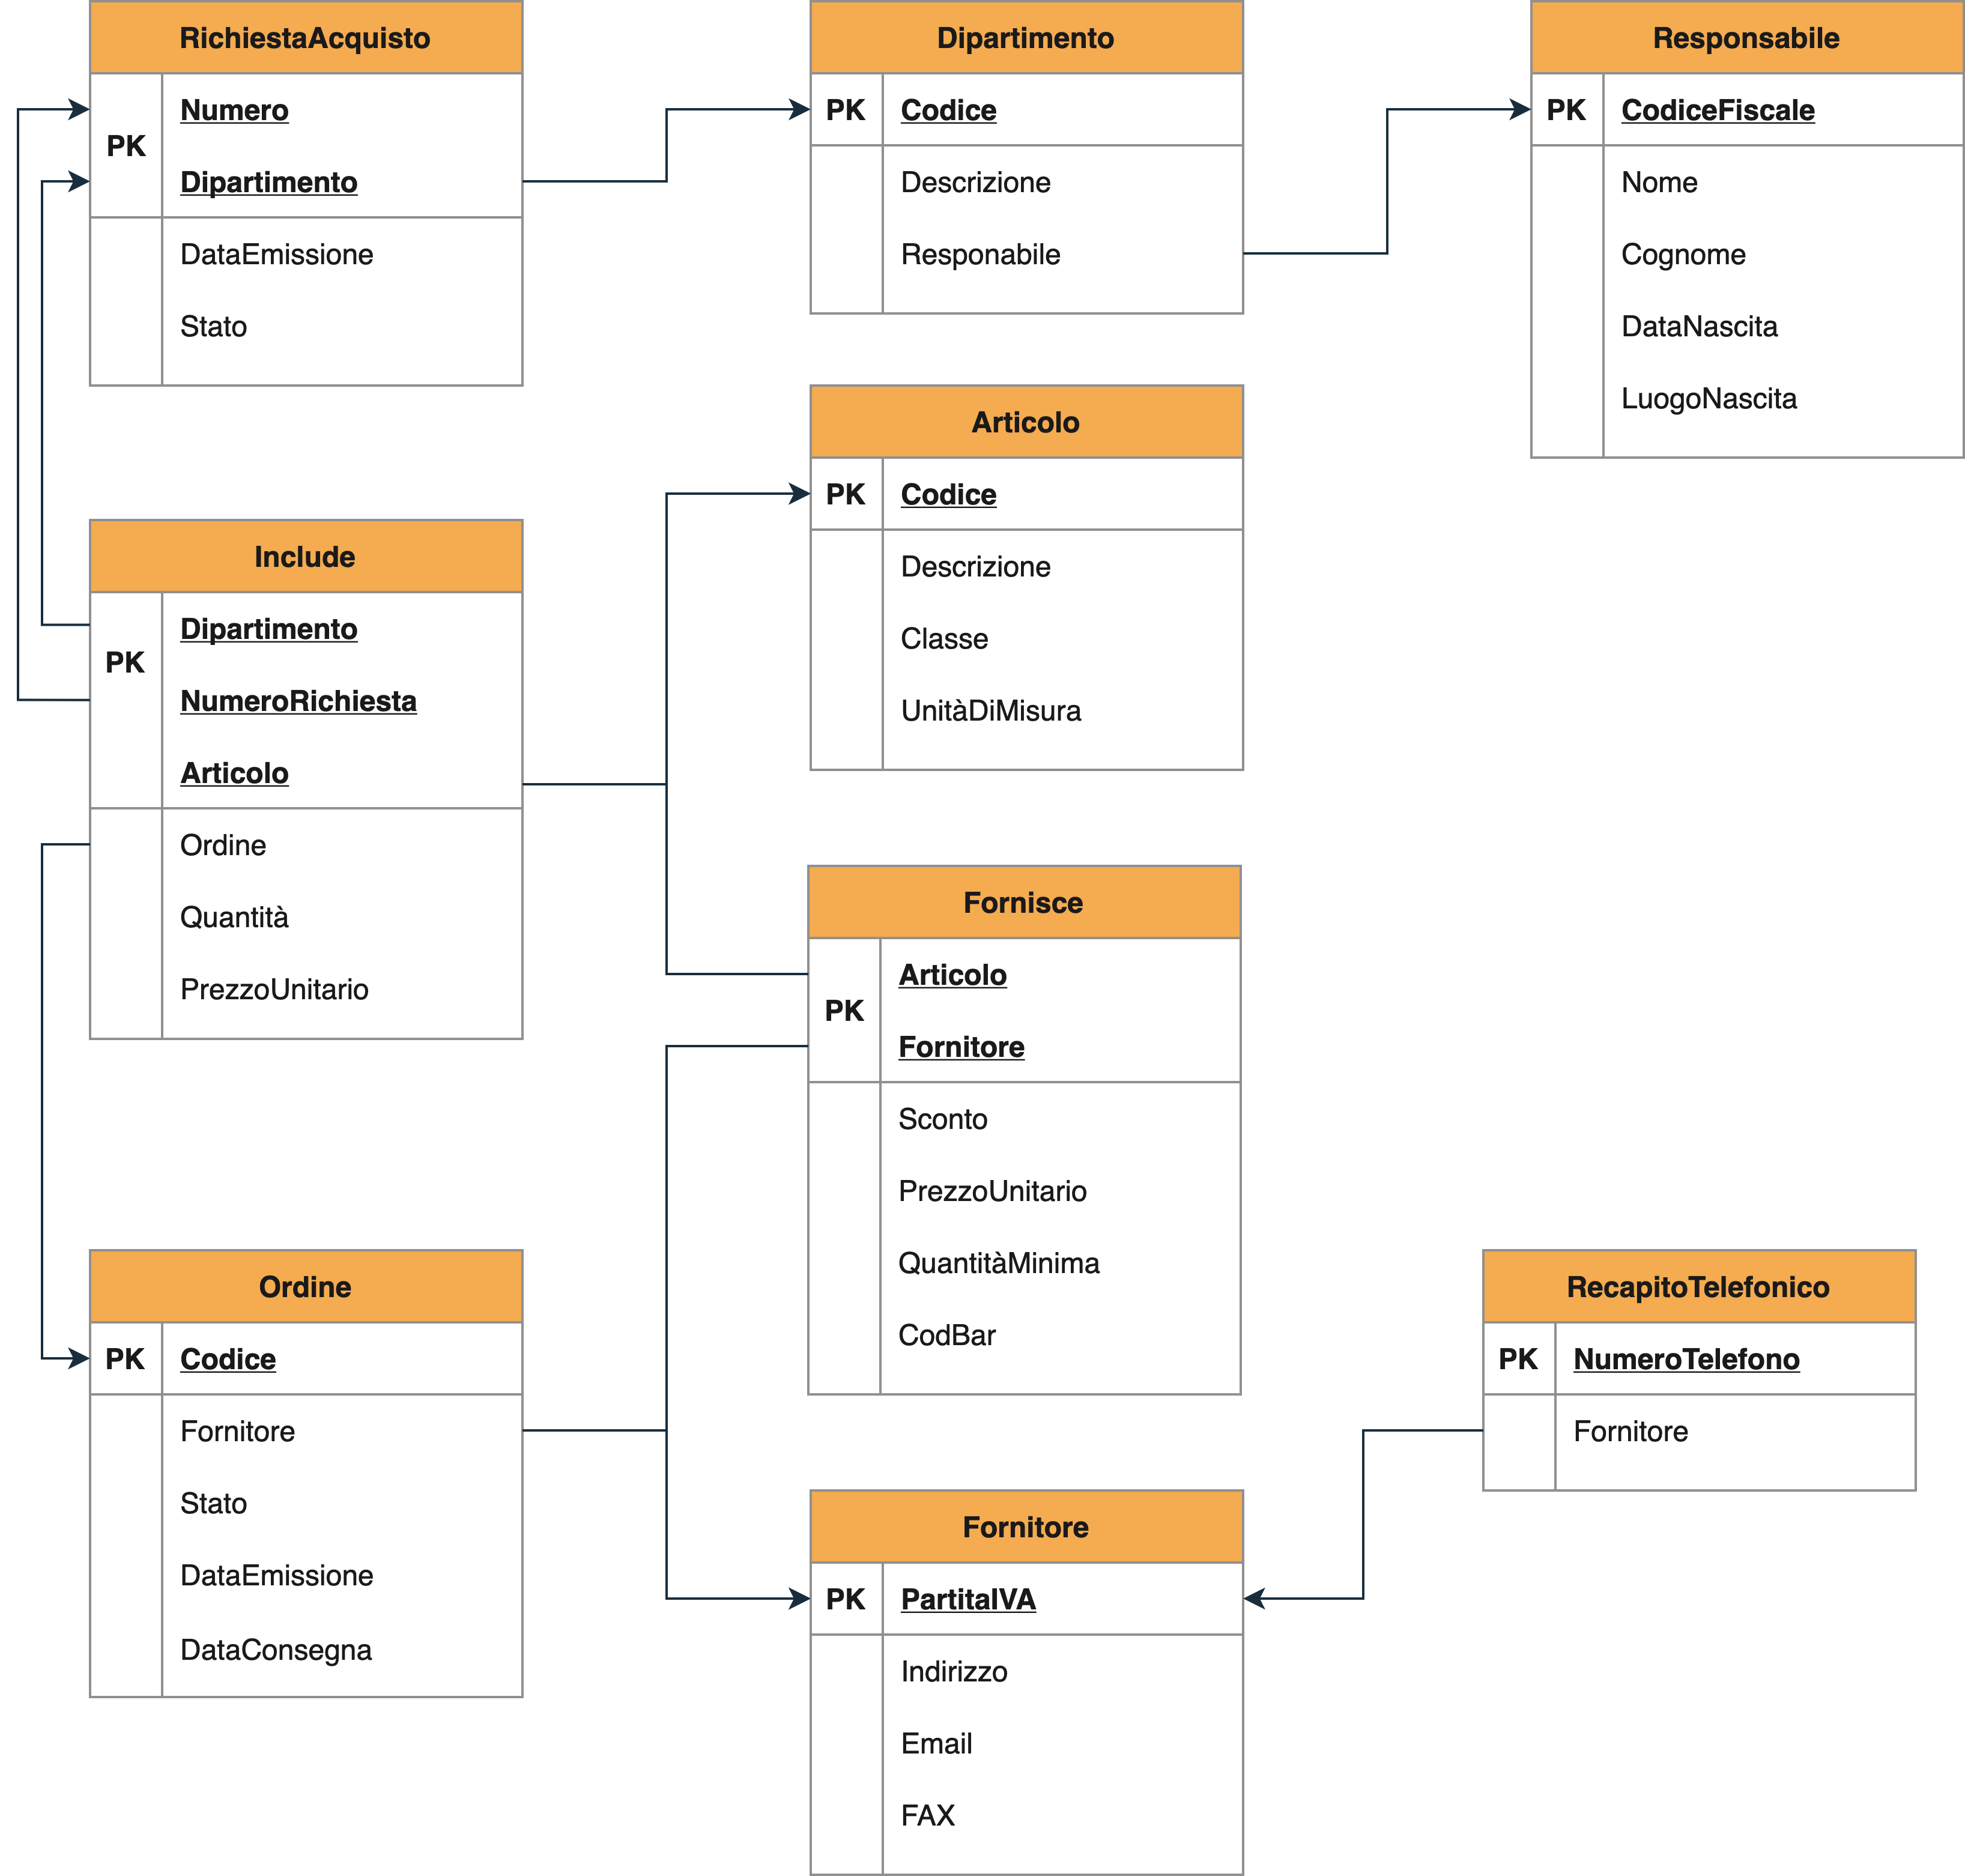 RichiestaAcquisto
PK
Numero
Dipartimento
DataEmissione
Stato
Dipartimento
PK
Codice
Descrizione
Responabile
Responsabile
PK
CodiceFiscale
Nome
Cognome
DataNascita
LuogoNascita
Articolo
PK
Codice
Descrizione
Classe
UnitàDiMisura
Include
PK
Dipartimento
NumeroRichiesta
Articolo
Ordine
Quantità
PrezzoUnitario
Fornisce
PK
Articolo
Fornitore
Sconto
PrezzoUnitario
QuantitàMinima
CodBar
Ordine
PK
Codice
Fornitore
Stato
DataEmissione
DataConsegna
RecapitoTelefonico
PK
NumeroTelefono
Fornitore
Fornitore
PK
PartitaIVA
Indirizzo
Email
FAX